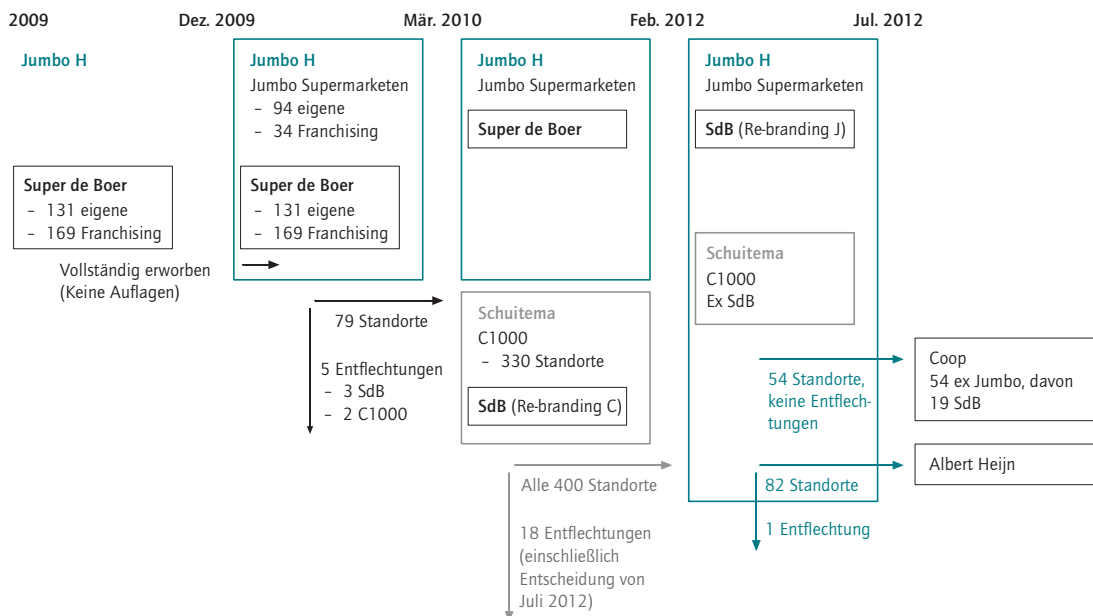 2009
Dez. 2009
Mär. 2010
Feb. 2012
Jul. 2012
Jumbo H
Super de Boer
- 131 eigene
- 169 Franchising
Vollständig erworben
(Keine Auflagen)
Jumbo H
Jumbo Supermarketen
- 94 eigene
- 34 Franchising
Super de Boer
- 131 eigene
- 169 Franchising
79 Standorte
5 Entflechtungen
- 3 SdB
- 2 C1000
Jumbo H
Jumbo Supermarketen
Super de Boer
Schuitema
C1000
- 330 Standorte
SdB (Re-branding C)
Alle 400 Standorte
18 Entflechtungen
(einschließlich
Entscheidung von
Juli 2012)
Jumbo H
Jumbo Supermarketen
SdB (Re-branding J)
Schuitema
C1000
Ex SdB
54 Standorte,
keine Entflech-
tungen
82 Standorte
1 Entflechtung
Coop
54 ex Jumbo, davon
19 SdB
Albert Heijn